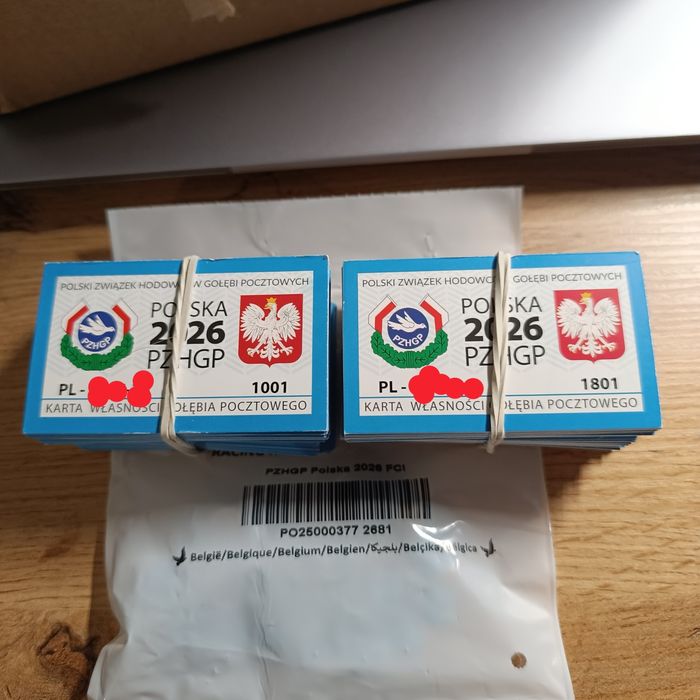 POLSKI ZWIĄZEK HODOWCÓW GOŁĘBI POCZTOWYCH
POLSKA
2026
PZHGP
PZHGP
PL -
1001
KARTA WŁASNOŚCI GOŁĘBIA POCZTOWEGO
POLSKI ZWIĄZEK HODOWCÓW GOŁĘBI POCZTOWYCH
POLSKA
2026
PZHGP
PZHGP
PL -
1801
KARTA WŁASNOŚCI GOŁĘBIA POCZTOWEGO
RACING
PZHGP Polska 2026 FCI
PO25000377 2681
België/Belgique/Belgium/Belgien/بلجيكا/Belçika/Bélgica